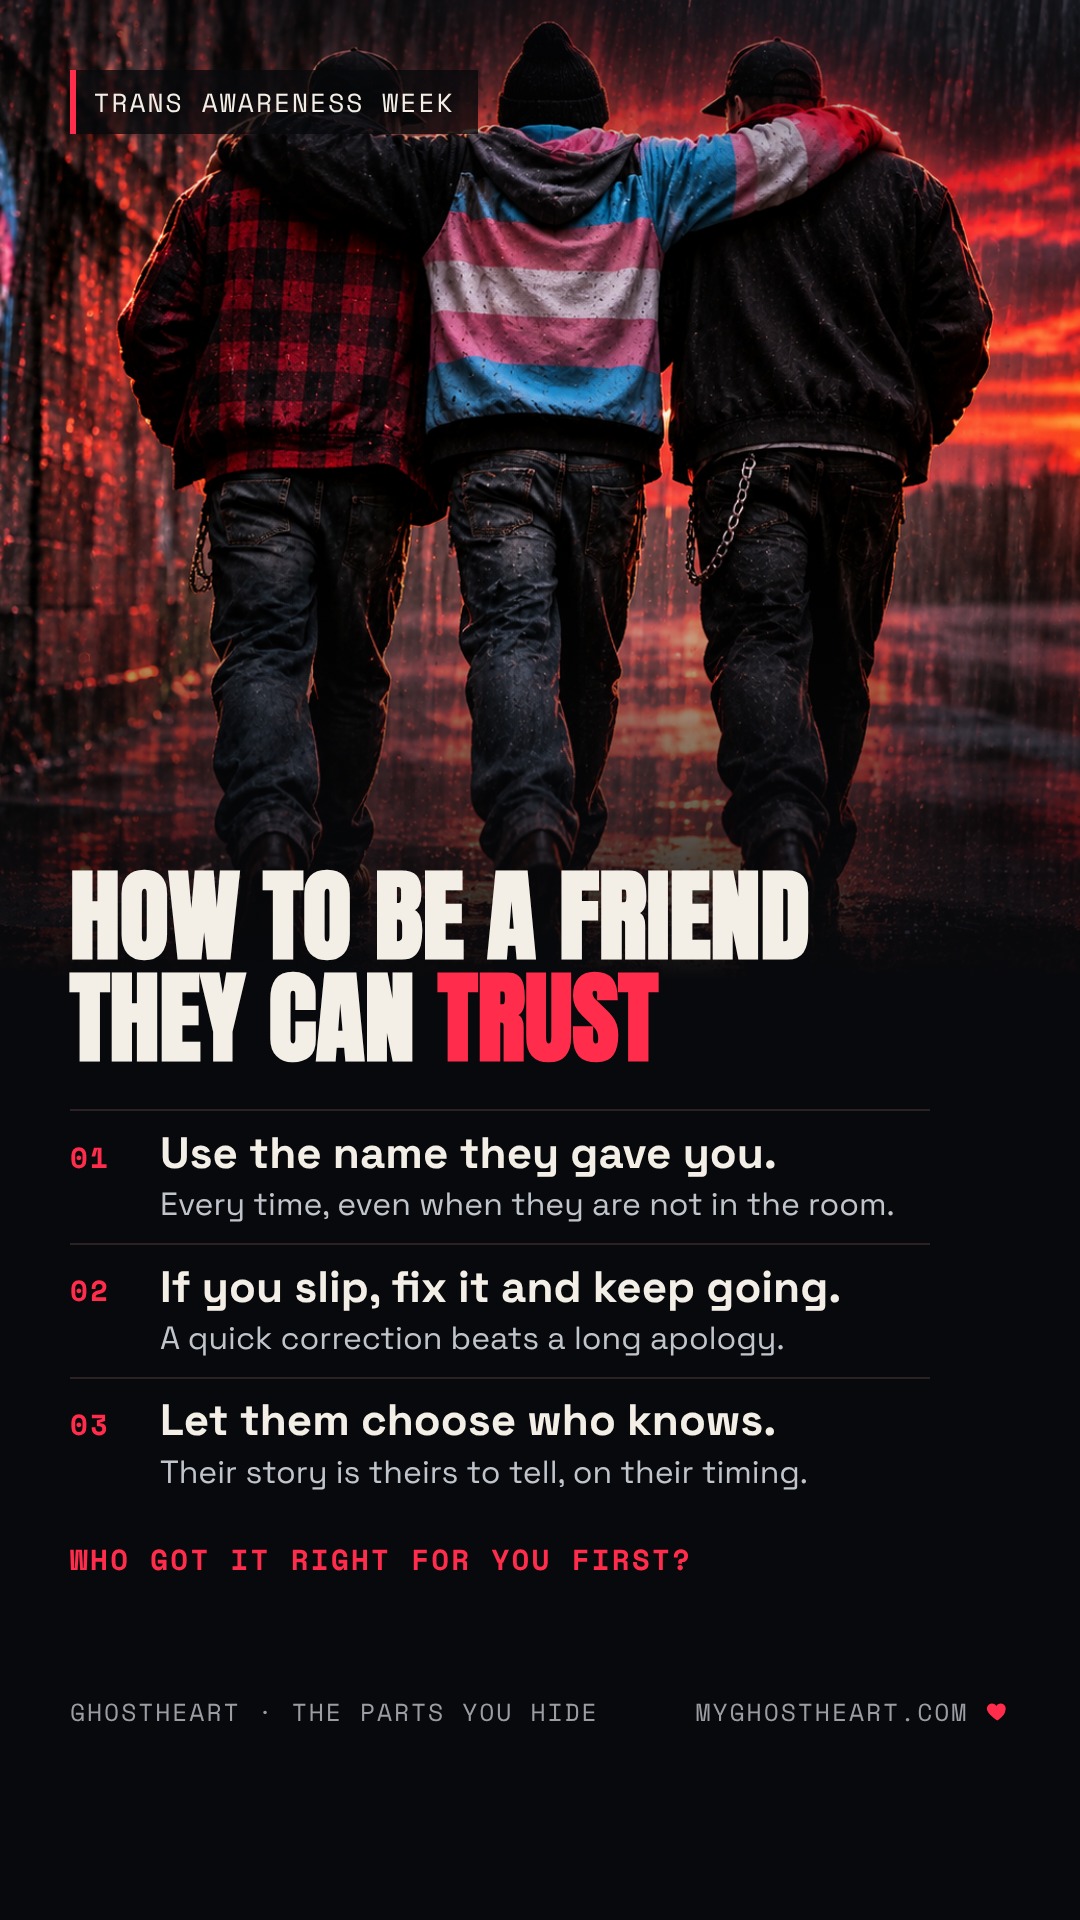 TRANS AWARENESS WEEK
HOW TO BE A FRIEND
THEY CAN TRUST
01 Use the name they gave you.
Every time, even when they are not in the room.
02 If you slip, fix it and keep going.
A quick correction beats a long apology.
03 Let them choose who knows.
Their story is theirs to tell, on their timing.
WHO GOT IT RIGHT FOR YOU FIRST?
GHOSTHEART · THE PARTS YOU HIDE MYGHOSTHEART.COM ♥